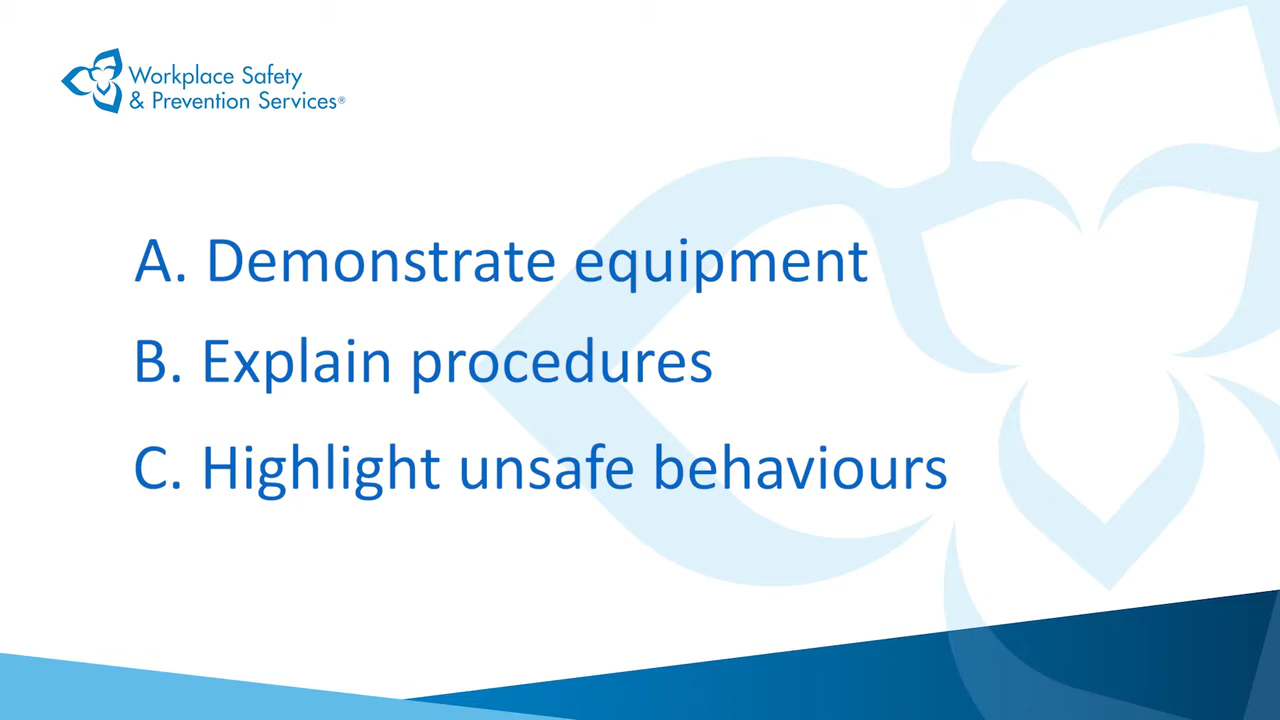 Workplace Safety
& Prevention Services®
A. Demonstrate equipment
B. Explain procedures
C. Highlight unsafe behaviours